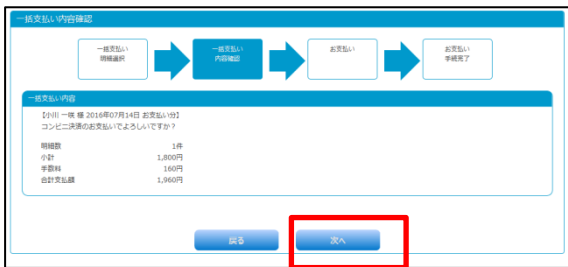 一括支払い内容確認
一括支払い
明細選択
一括支払い
内容確認
お支払い
お支払い
手続完了
一括支払い内容
【小川 一咲 様 2016年07月14日 お支払い分】
コンビニ決済のお支払いでよろしいですか？
明細数 1件
小計 1,800円
手数料 160円
合計支払額 1,960円
戻る
次へ